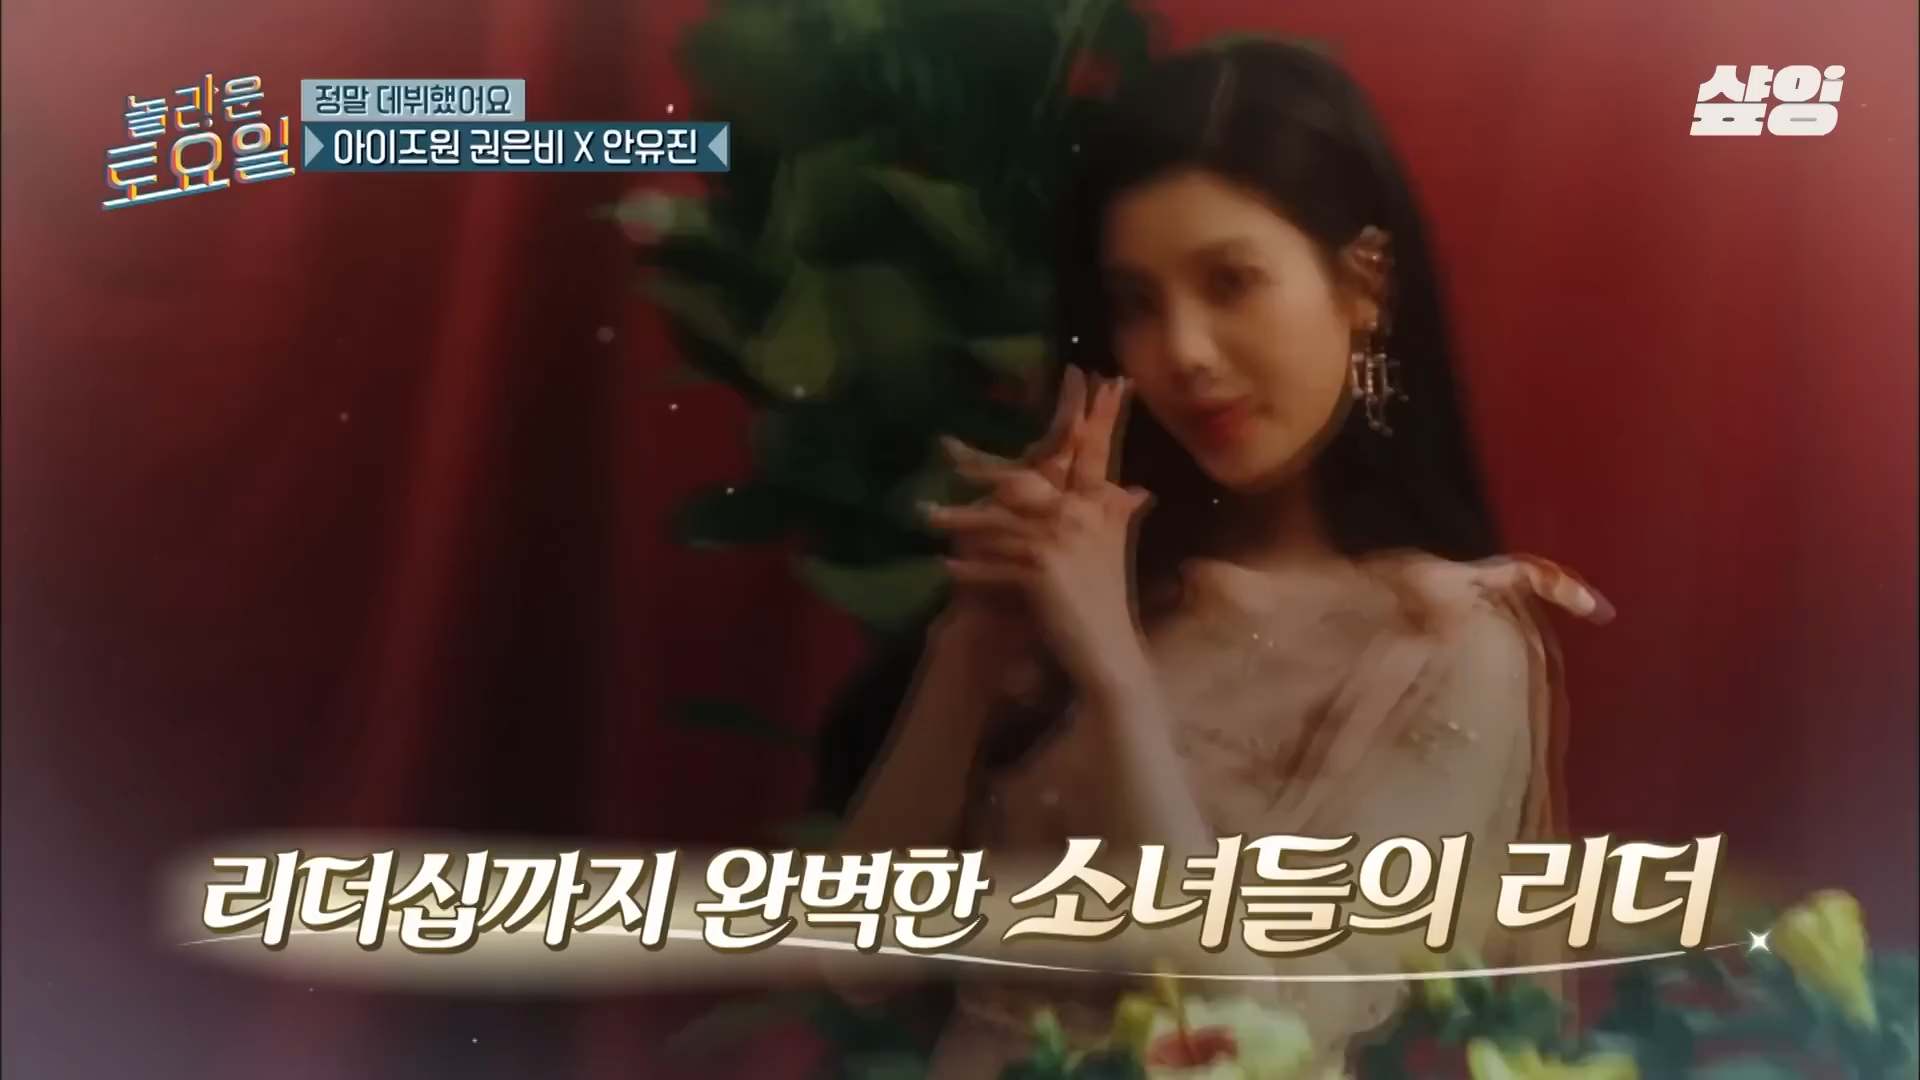 놀라운
토요일
정말 데뷔했어요
아이즈원 권은비 X 안유진
샾잉
리더십까지 완벽한 소녀들의 리더